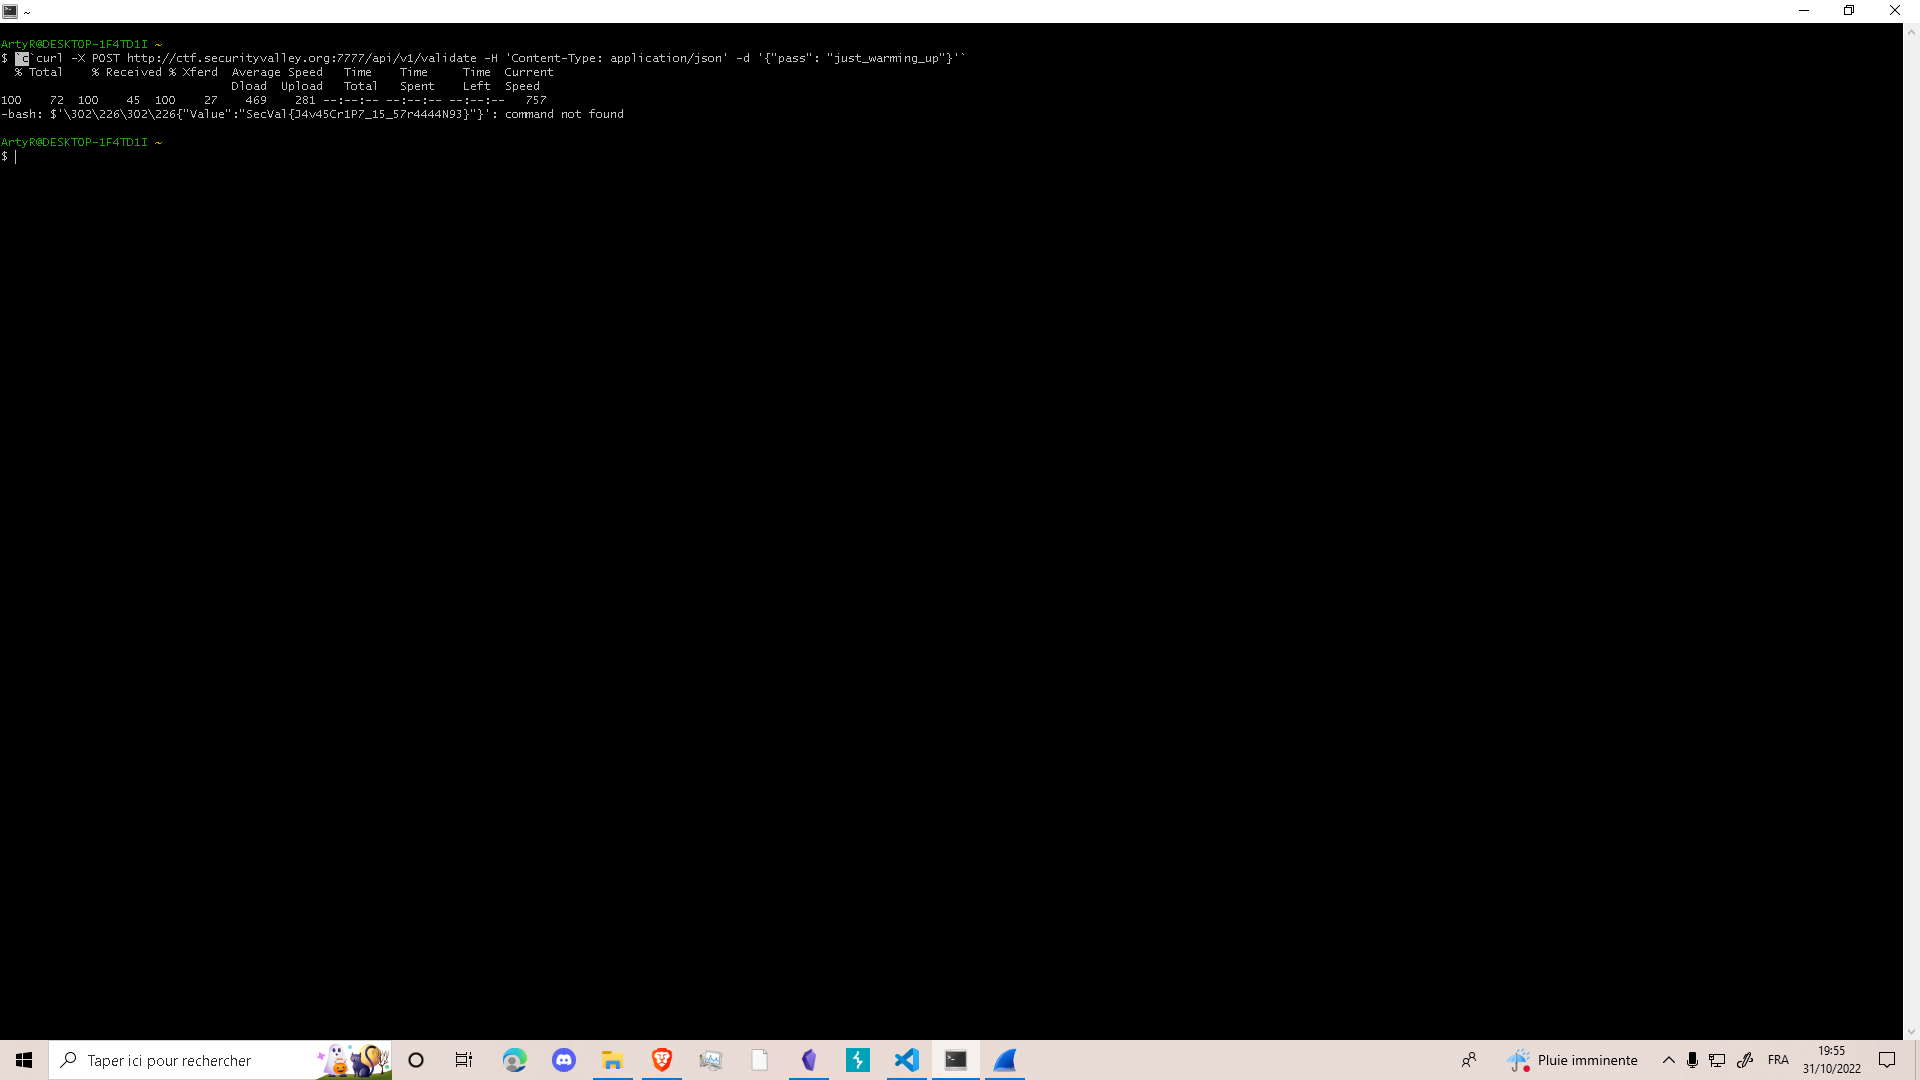 ~
ArtyR@DESKTOP-1F4TD1I ~
$ `c`curl -X POST http://ctf.securityvalley.org:7777/api/v1/validate -H 'Content-Type: application/json' -d '{"pass": "just_warming_up"}'`
% Total % Received % Xferd Average Speed Time Time Time Current
Dload Upload Total Spent Left Speed
100 72 100 45 100 27 469 281 --:--:-- --:--:-- --:--:-- 757
-bash: $'\302\226\302\226{"Value":"SecVal{J4v45Cr1P7_15_57r4444N93}"}': command not found
ArtyR@DESKTOP-1F4TD1I ~
$
Taper ici pour rechercher
Pluie imminente
FRA
19:55
31/10/2022